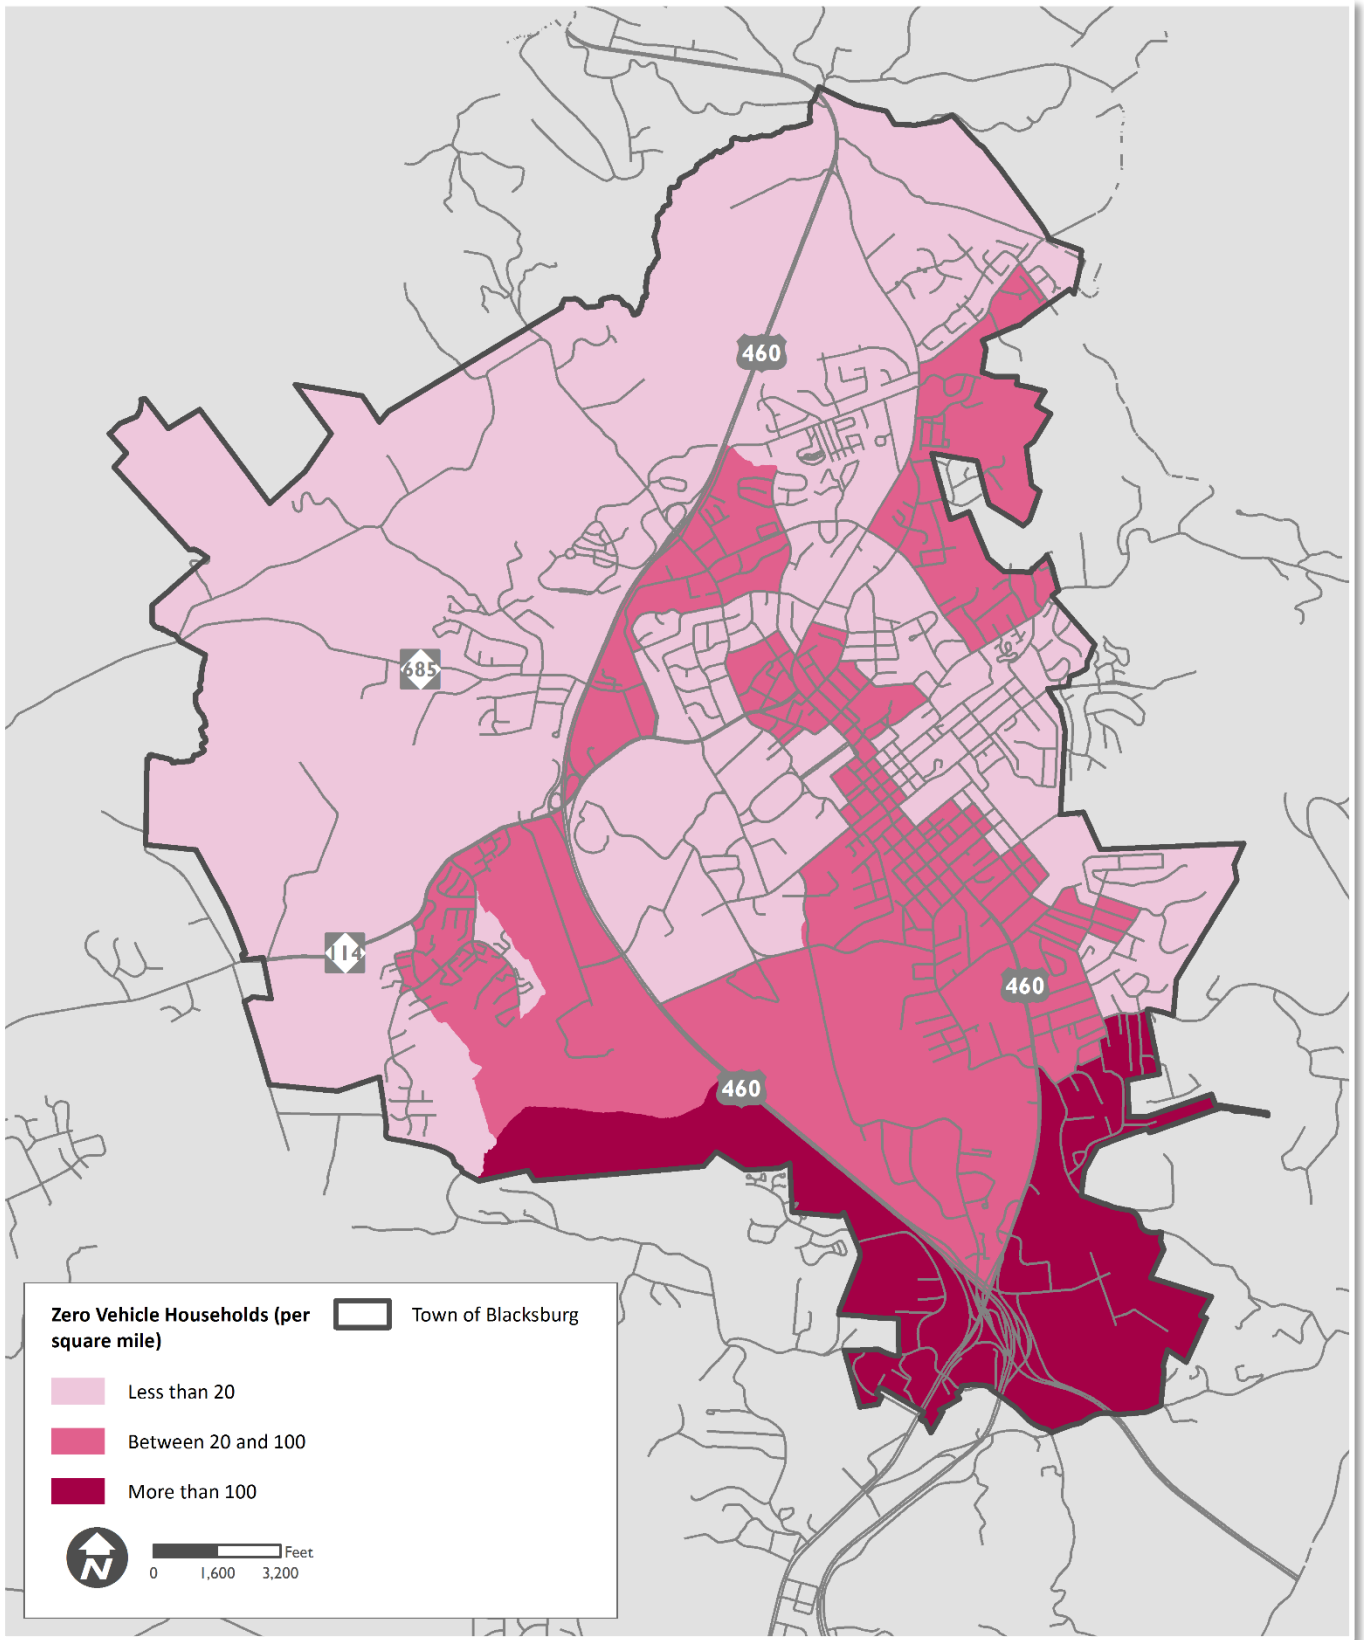 460
685
114
460
460
Zero Vehicle Households (per
square mile)
Town of Blacksburg
Less than 20
Between 20 and 100
More than 100
N
Feet
0 1,600 3,200